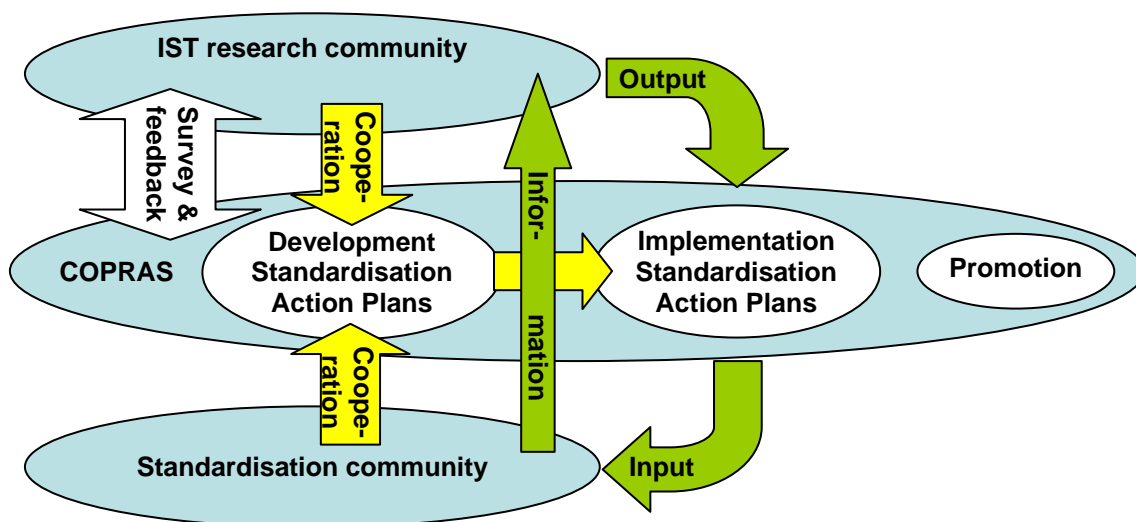 IST research community
Output
Survey &
feedback
Coope-
ration
Infor-
mation
COPRAS
Development
Standardisation
Action Plans
Implementation
Standardisation
Action Plans
Promotion
Coope-
ration
Standardisation community
Input